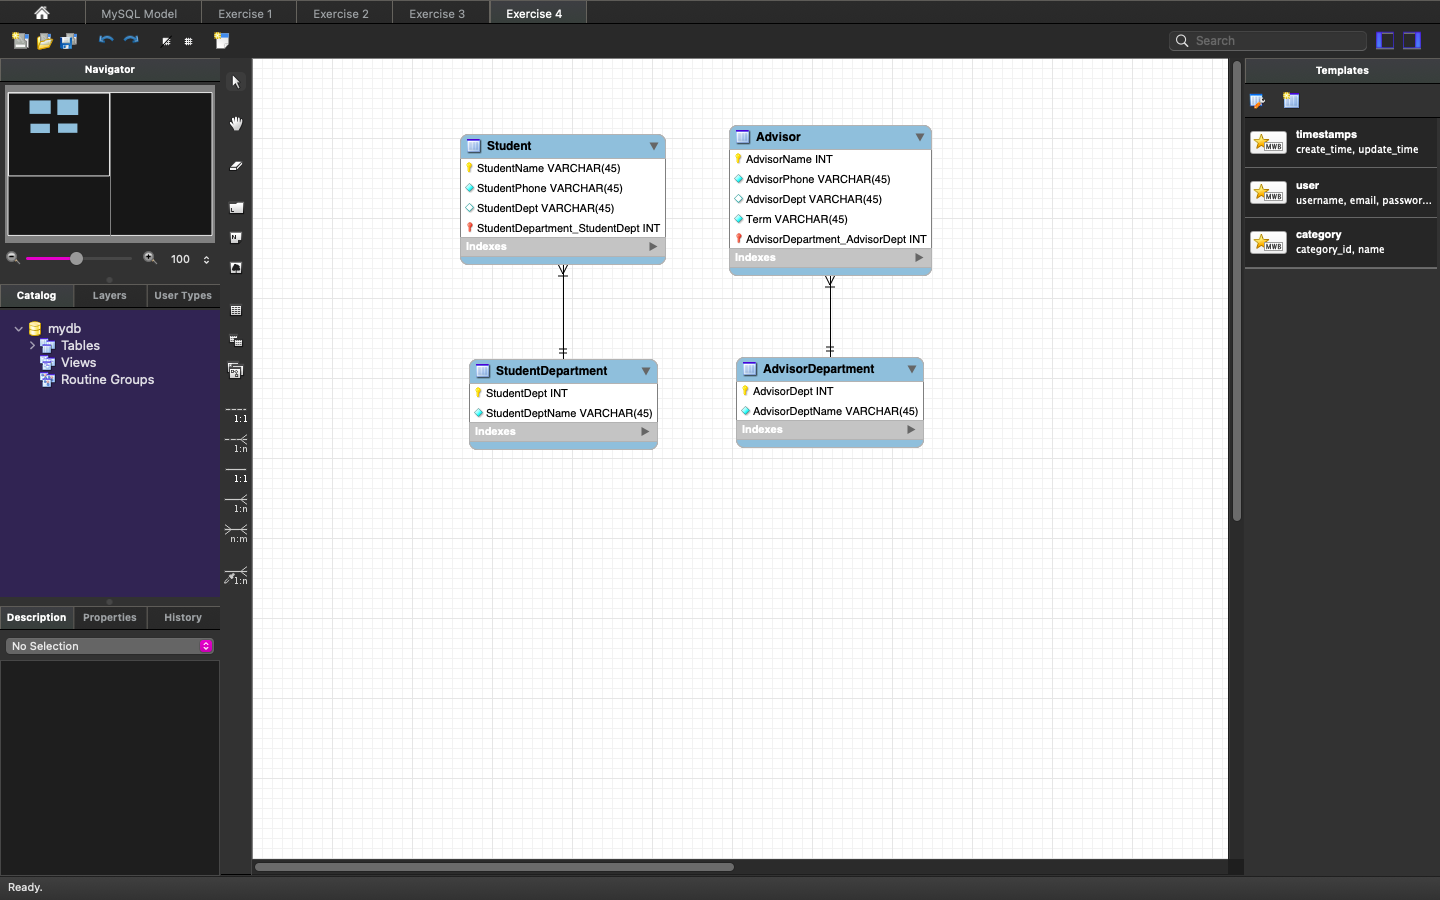 MySQL Model
Exercise 1
Exercise 2
Exercise 3
Exercise 4
Search
Navigator
100
Catalog
Layers
User Types
mydb
Tables
Views
Routine Groups
Description
Properties
History
No Selection
1:1
1:n
1:1
1:n
n:m
1:n
Student
StudentName VARCHAR(45)
StudentPhone VARCHAR(45)
StudentDept VARCHAR(45)
StudentDepartment_StudentDept INT
Indexes
Advisor
AdvisorName INT
AdvisorPhone VARCHAR(45)
AdvisorDept VARCHAR(45)
Term VARCHAR(45)
AdvisorDepartment_AdvisorDept INT
Indexes
StudentDepartment
StudentDept INT
StudentDeptName VARCHAR(45)
Indexes
AdvisorDepartment
AdvisorDept INT
AdvisorDeptName VARCHAR(45)
Indexes
Templates
MWB
timestamps
create_time, update_time
MWB
user
username, email, passwor...
MWB
category
category_id, name
Ready.